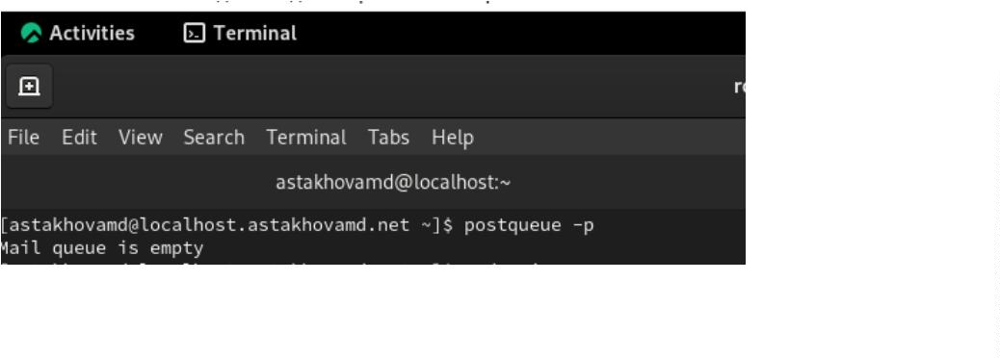 Activities Terminal
File Edit View Search Terminal Tabs Help
astakhovamd@localhost:~
[astakhovamd@localhost.astakhovamd.net ~]$ postqueue -p
Mail queue is empty